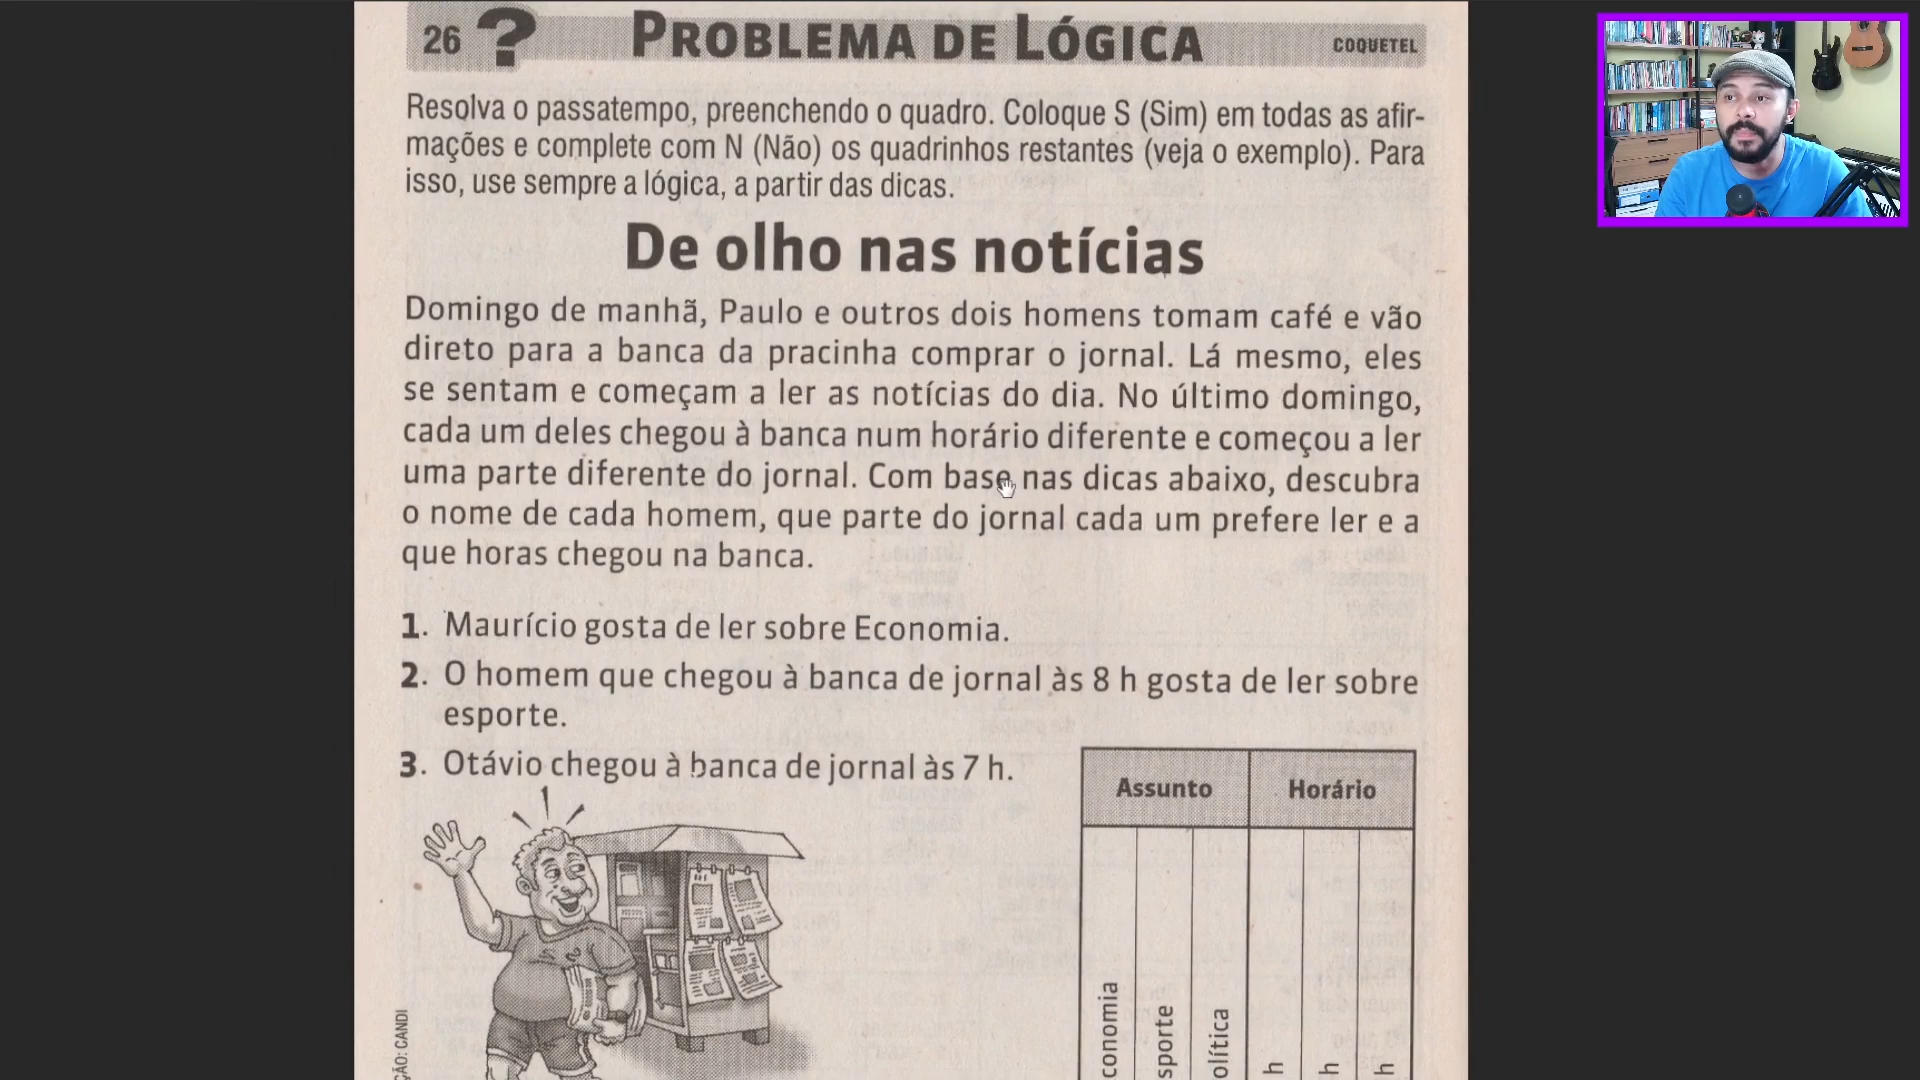 26 ? PROBLEMA DE LÓGICA COQUETEL
Resolva o passatempo, preenchendo o quadro. Coloque S (Sim) em todas as afir-
mações e complete com N (Não) os quadrinhos restantes (veja o exemplo). Para
isso, use sempre a lógica, a partir das dicas.
De olho nas notícias
Domingo de manhã, Paulo e outros dois homens tomam café e vão
direto para a banca da pracinha comprar o jornal. Lá mesmo, eles
se sentam e começam a ler as notícias do dia. No último domingo,
cada um deles chegou à banca num horário diferente e começou a ler
uma parte diferente do jornal. Com base nas dicas abaixo, descubra
o nome de cada homem, que parte do jornal cada um prefere ler e a
que horas chegou na banca.
1. Maurício gosta de ler sobre Economia.
2. O homem que chegou à banca de jornal às 8 h gosta de ler sobre
esporte.
3. Otávio chegou à banca de jornal às 7 h.
Assunto Horário
conomia
sporte
olítica
h
h
h
ÇÃO: CANDI